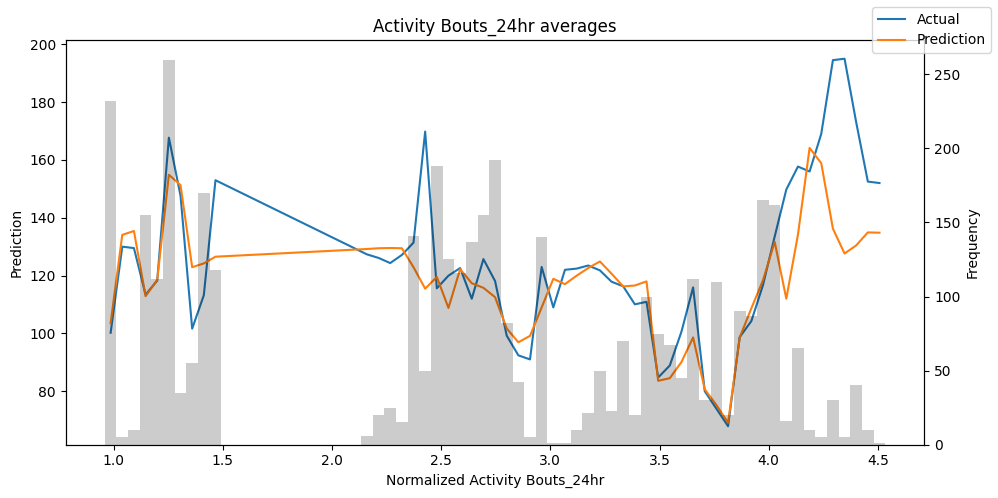 Activity Bouts_24hr averages
Actual
Prediction
200
180
160
140
120
100
80
Prediction
250
200
150
100
50
0
Frequency
1.0 1.5 2.0 2.5 3.0 3.5 4.0 4.5
Normalized Activity Bouts_24hr